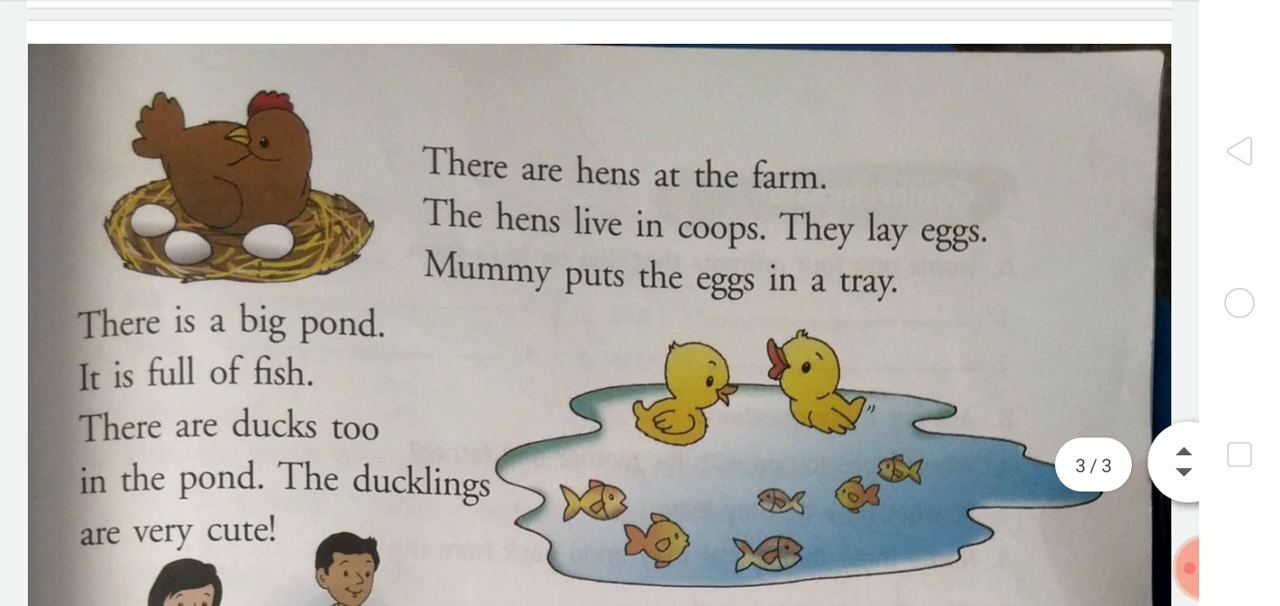 There are hens at the farm.
The hens live in coops. They lay eggs.
Mummy puts the eggs in a tray.
There is a big pond.
It is full of fish.
There are ducks too
in the pond. The ducklings
are very cute!
3 / 3